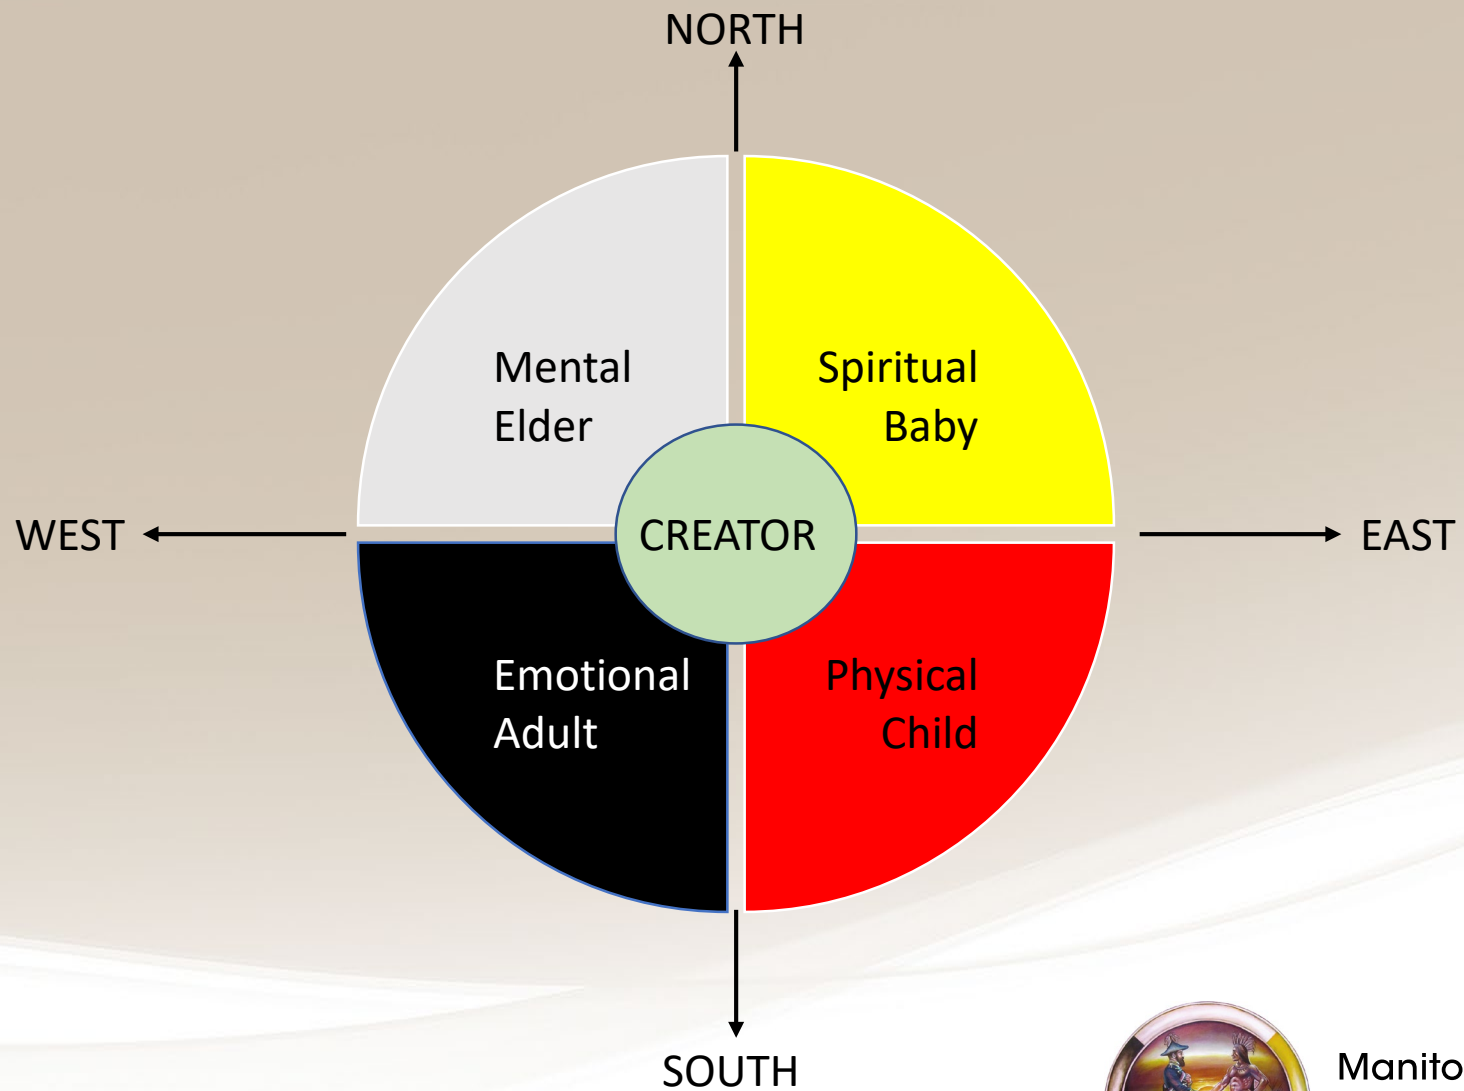 NORTH
Mental
Elder
Spiritual
Baby
WEST
CREATOR
EAST
Emotional
Adult
Physical
Child
SOUTH
Manito